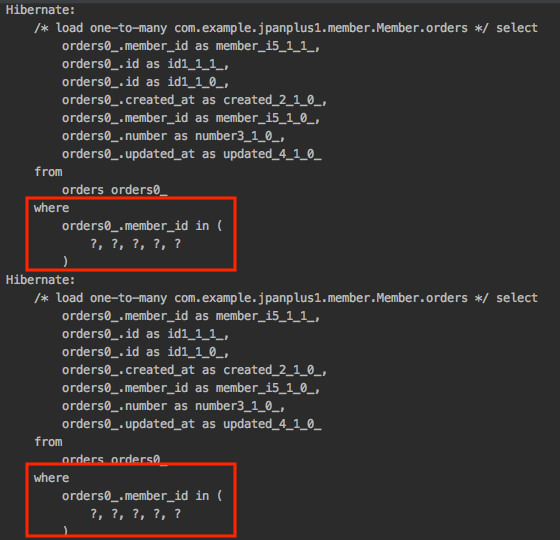 Hibernate:
    /* load one-to-many com.example.jpanplus1.member.Member.orders */ select
        orders0_.member_id as member_i5_1_1_,
        orders0_.id as id1_1_1_,
        orders0_.id as id1_1_0_,
        orders0_.created_at as created_2_1_0_,
        orders0_.member_id as member_i5_1_0_,
        orders0_.number as number3_1_0_,
        orders0_.updated_at as updated_4_1_0_
    from
        orders orders0_
    where
        orders0_.member_id in (
            ?, ?, ?, ?, ?
        )
Hibernate:
    /* load one-to-many com.example.jpanplus1.member.Member.orders */ select
        orders0_.member_id as member_i5_1_1_,
        orders0_.id as id1_1_1_,
        orders0_.id as id1_1_0_,
        orders0_.created_at as created_2_1_0_,
        orders0_.member_id as member_i5_1_0_,
        orders0_.number as number3_1_0_,
        orders0_.updated_at as updated_4_1_0_
    from
        orders orders0_
    where
        orders0_.member_id in (
            ?, ?, ?, ?, ?
        )